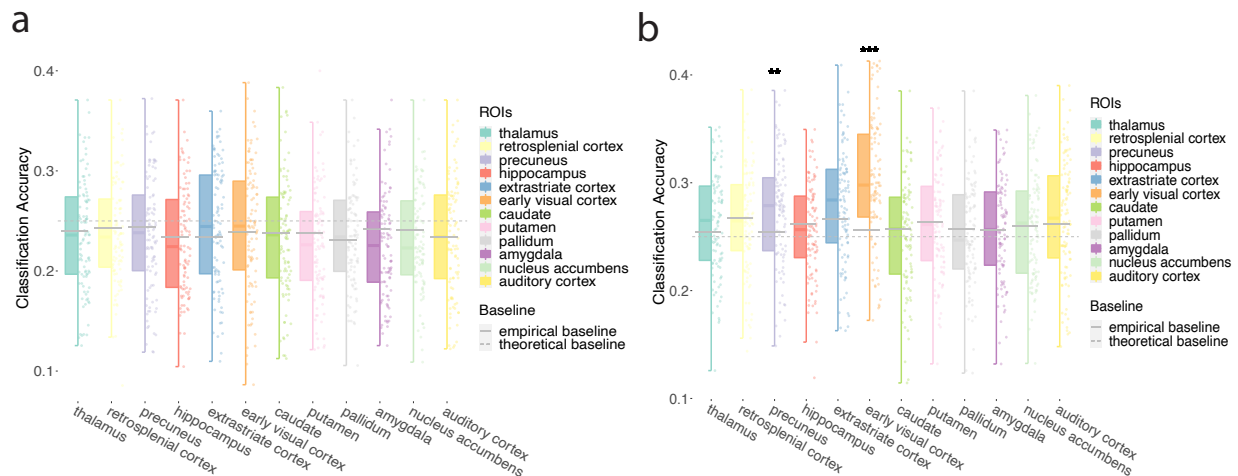 a
Classification Accuracy
0.4
0.3
0.2
0.1
thalamus
retrosplenial cortex
precuneus
hippocampus
extrastriate cortex
early visual cortex
caudate
putamen
pallidum
amygdala
nucleus accumbens
auditory cortex
ROIs
thalamus
retrosplenial cortex
precuneus
hippocampus
extrastriate cortex
early visual cortex
caudate
putamen
pallidum
amygdala
nucleus accumbens
auditory cortex
Baseline
empirical baseline
theoretical baseline
b
Classification Accuracy
0.4
0.3
0.2
0.1
**
***
thalamus
retrosplenial cortex
precuneus
hippocampus
extrastriate cortex
early visual cortex
caudate
putamen
pallidum
amygdala
nucleus accumbens
auditory cortex
ROIs
thalamus
retrosplenial cortex
precuneus
hippocampus
extrastriate cortex
early visual cortex
caudate
putamen
pallidum
amygdala
nucleus accumbens
auditory cortex
Baseline
empirical baseline
theoretical baseline